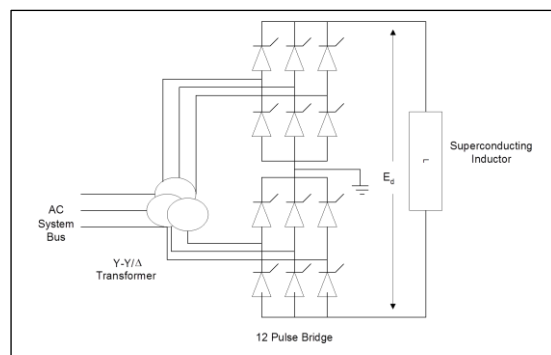 Superconducting
Inductor
L
E_d
AC
System
Bus
Y-Y/Δ
Transformer
12 Pulse Bridge